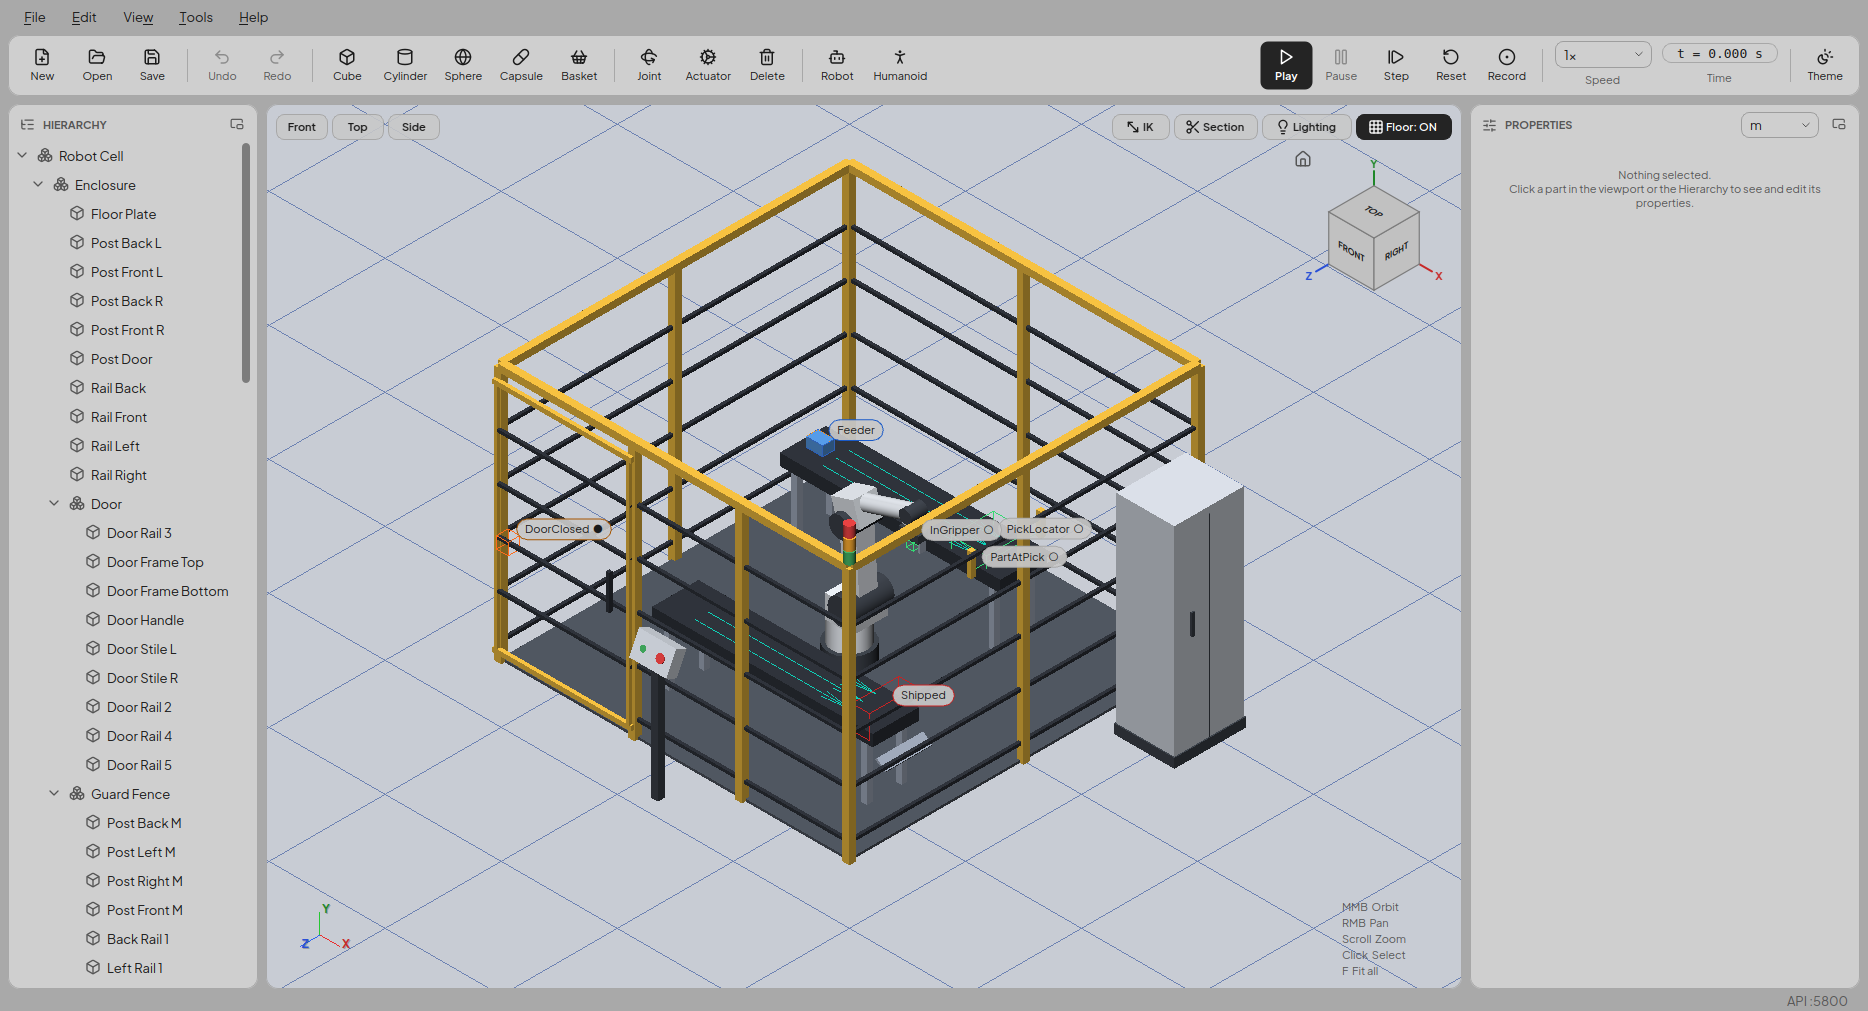 File Edit View Tools Help
New Open Save Undo Redo Cube Cylinder Sphere Capsule Basket Joint Actuator Delete Robot Humanoid Play Pause Step Reset Record 1x Speed t = 0.000 s Time Theme
HIERARCHY
Robot Cell
Enclosure
Floor Plate
Post Back L
Post Front L
Post Back R
Post Front R
Post Door
Rail Back
Rail Front
Rail Left
Rail Right
Door
Door Rail 3
Door Frame Top
Door Frame Bottom
Door Handle
Door Stile L
Door Stile R
Door Rail 2
Door Rail 4
Door Rail 5
Guard Fence
Post Back M
Post Left M
Post Right M
Post Front M
Back Rail 1
Left Rail 1
Front Top Side
IK Section Lighting Floor: ON
Y
TOP
FRONT RIGHT
Z X
Feeder
DoorClosed
InGripper PickLocator
PartAtPick
Shipped
Y
Z X
MMB Orbit
RMB Pan
Scroll Zoom
Click Select
F Fit all
PROPERTIES m
Nothing selected.
Click a part in the viewport or the Hierarchy to see and edit its
properties.
API :5800